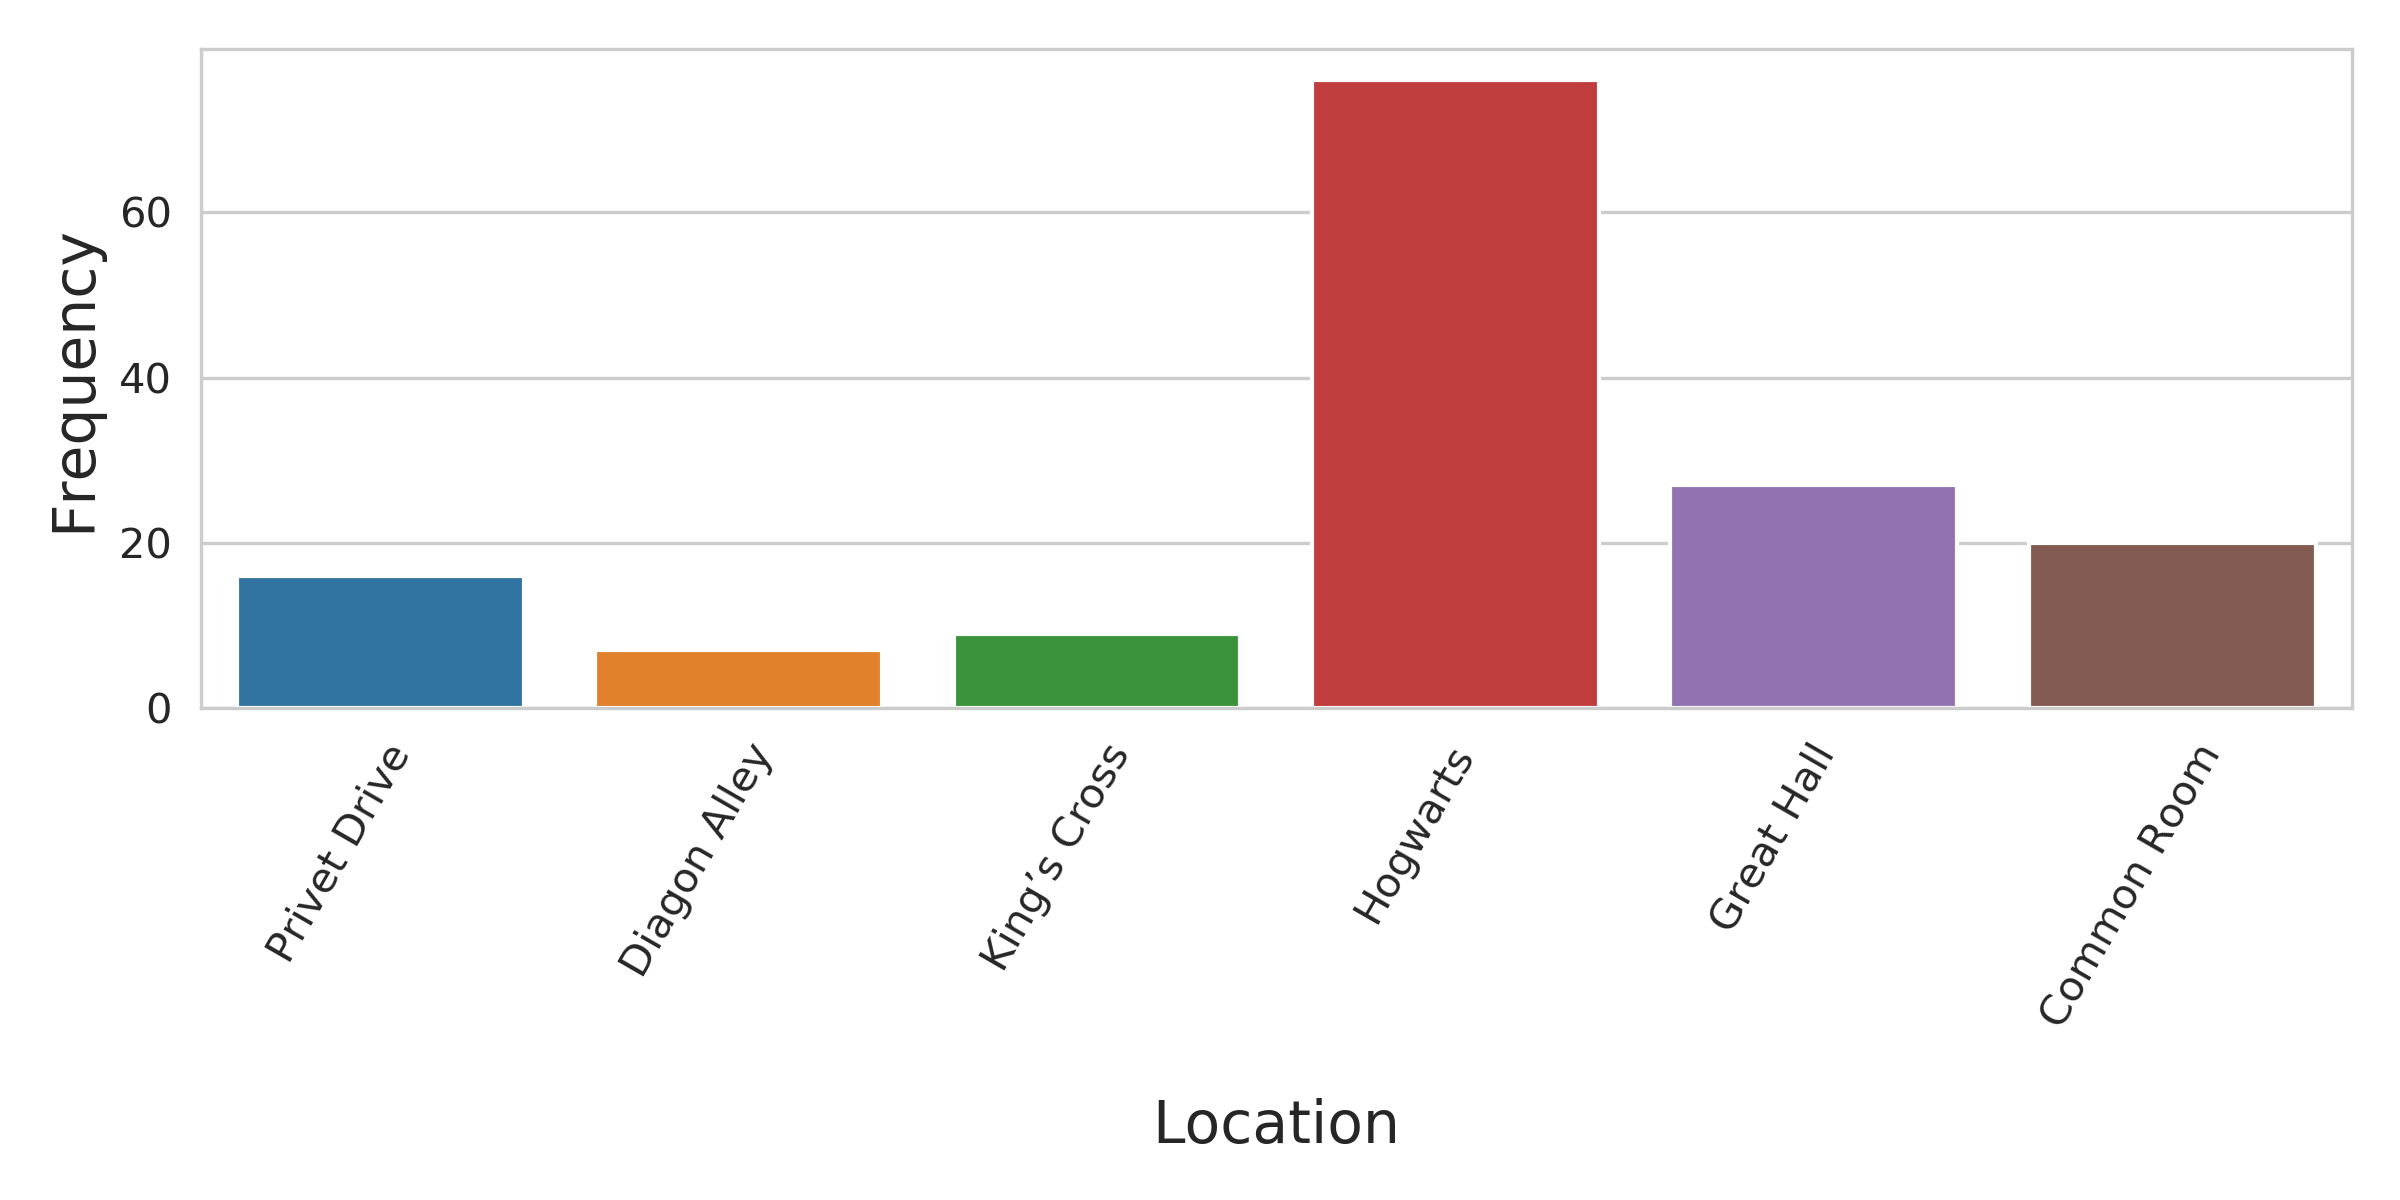 Frequency
60
40
20
0
Privet Drive
Diagon Alley
King’s Cross
Hogwarts
Great Hall
Common Room
Location